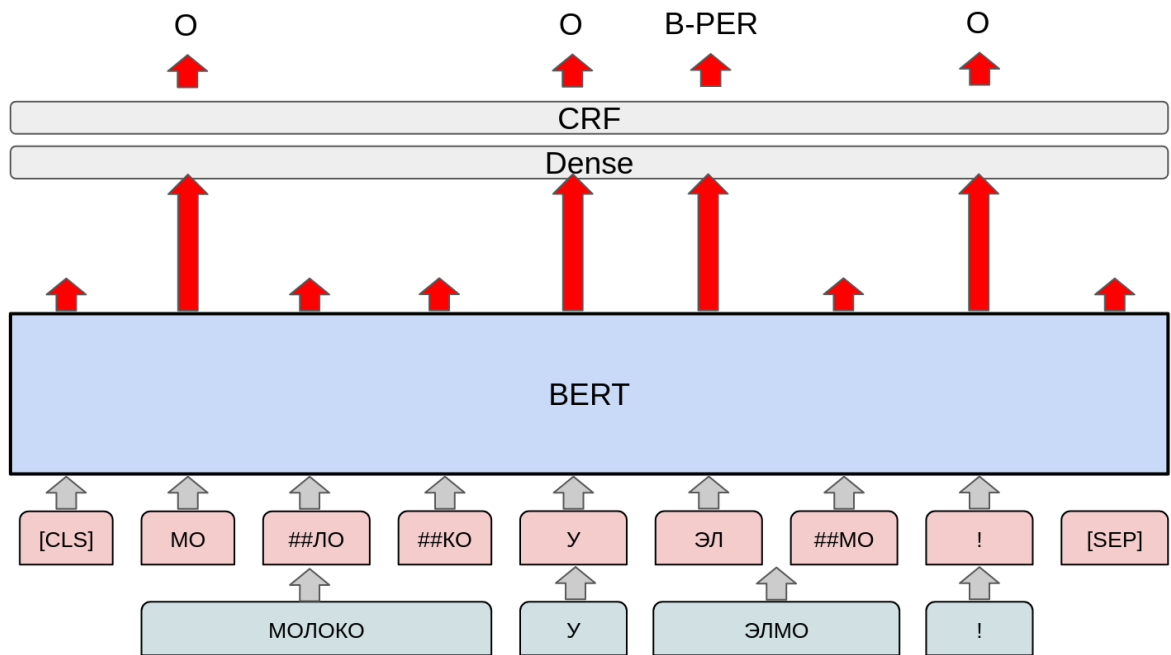 O O B-PER O
CRF
Dense
BERT
[CLS] МО ##ЛО ##КО У ЭЛ ##МО ! [SEP]
МОЛОКО У ЭЛМО !